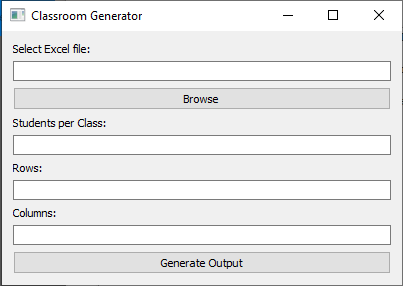 Classroom Generator
Select Excel file:
Browse
Students per Class:
Rows:
Columns:
Generate Output